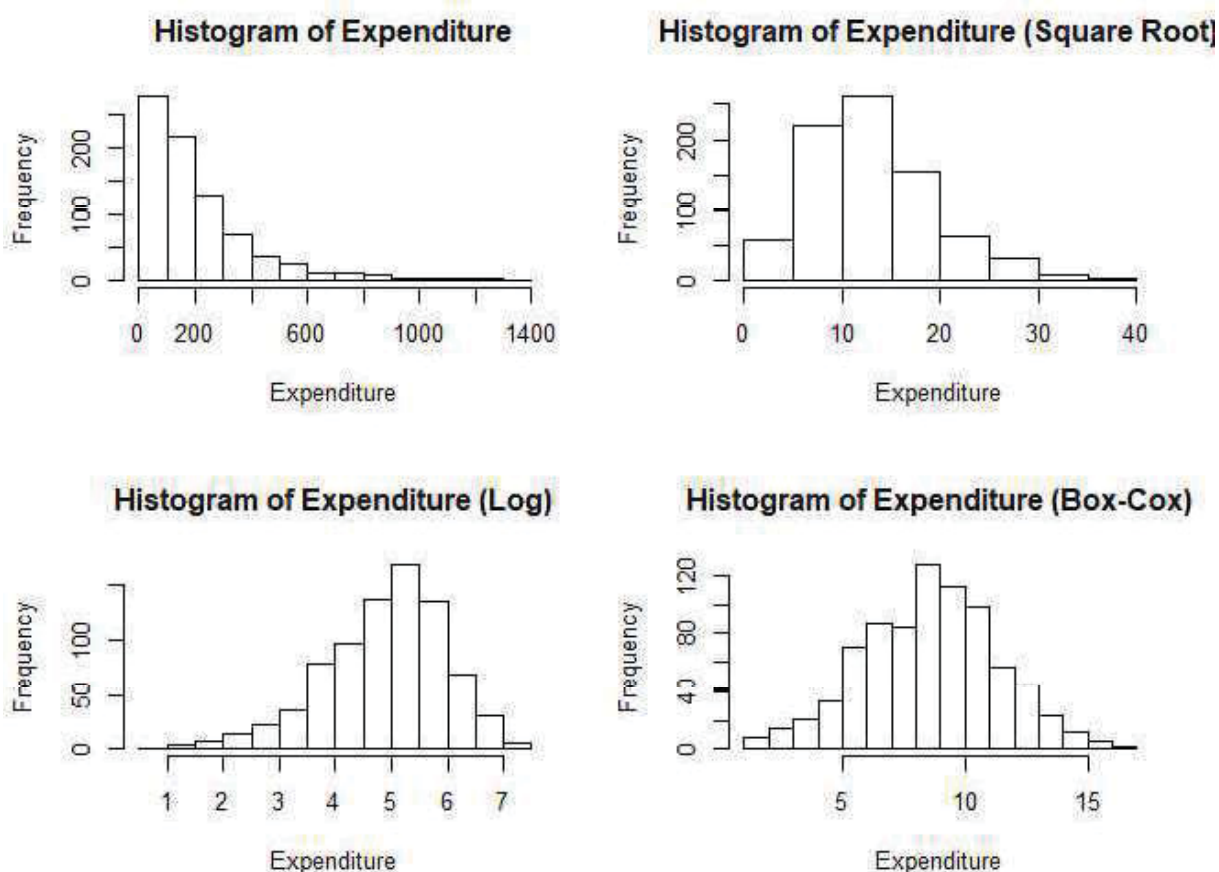 Histogram of Expenditure
Frequency
0 100 200
0 200 600 1000 1400
Expenditure
Histogram of Expenditure (Square Root)
Frequency
0 100 200
0 10 20 30 40
Expenditure
Histogram of Expenditure (Log)
Frequency
0 50 100
1 2 3 4 5 6 7
Expenditure
Histogram of Expenditure (Box-Cox)
Frequency
0 40 80 120
5 10 15
Expenditure